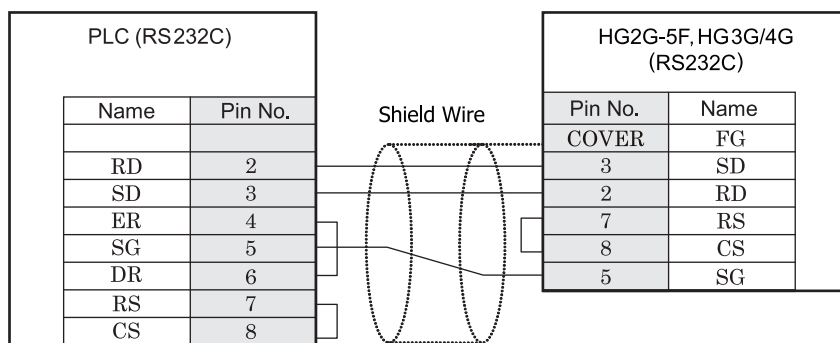 PLC (RS232C)
Name Pin No.
RD 2
SD 3
ER 4
SG 5
DR 6
RS 7
CS 8
Shield Wire
HG2G-5F, HG3G/4G
(RS232C)
Pin No. Name
COVER FG
3 SD
2 RD
7 RS
8 CS
5 SG